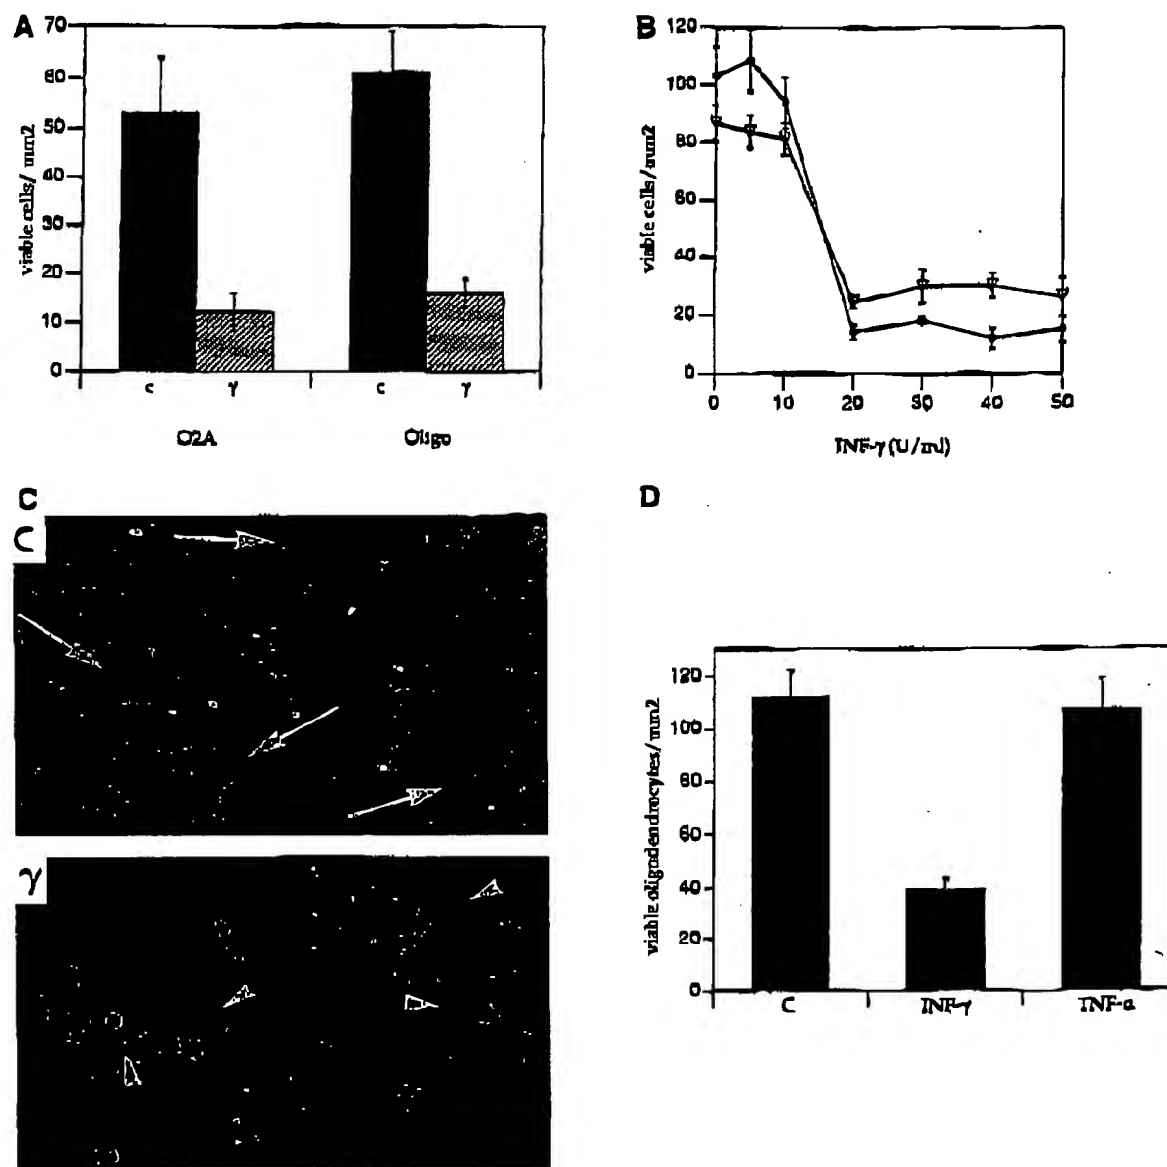 A
70
60
50
40
30
20
10
0
viable cells/ mm2
c
γ
c
γ
O2A
Oligo
B
120
100
80
60
40
20
0
viable cells/mm2
0
10
20
30
40
50
INF-γ (U/ml)
C
C
γ
D
120
100
80
60
40
20
0
viable oligodendrocytes/mm2
C
INF-γ
INF-α